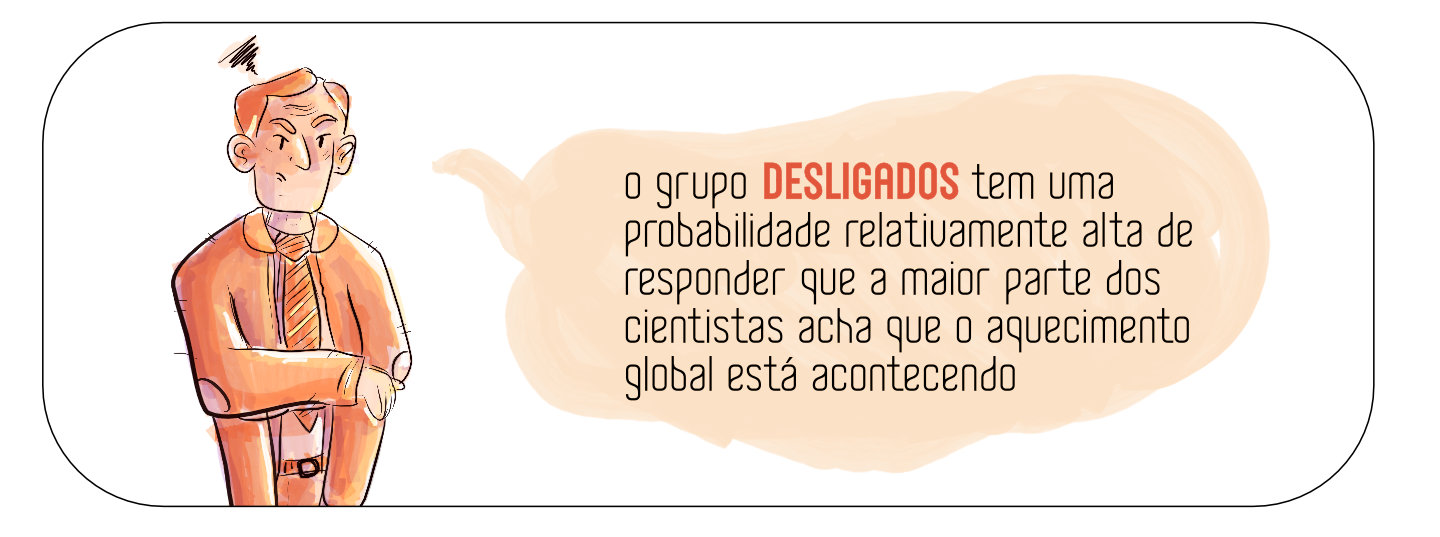 o grupo DESLIGADOS tem uma
probabilidade relativamente alta de
responder que a maior parte dos
cientistas acha que o aquecimento
global está acontecendo